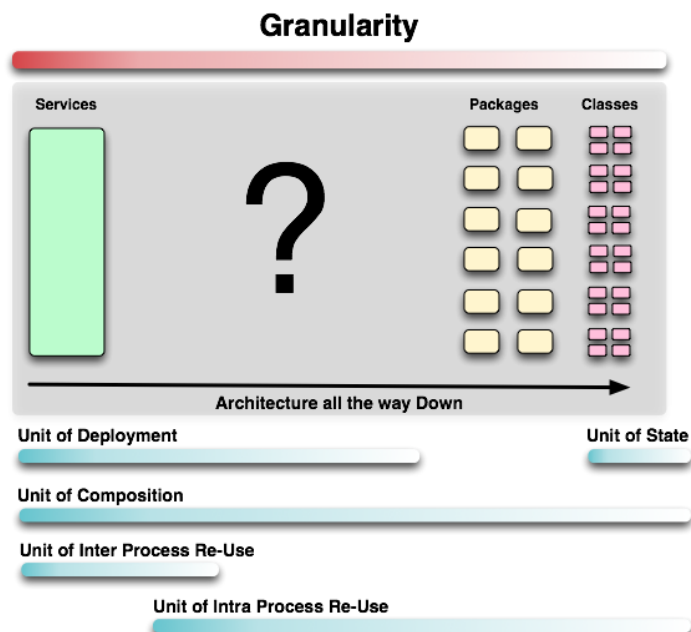 Granularity
Services
Packages
Classes
?
Architecture all the way Down
Unit of Deployment
Unit of State
Unit of Composition
Unit of Inter Process Re-Use
Unit of Intra Process Re-Use